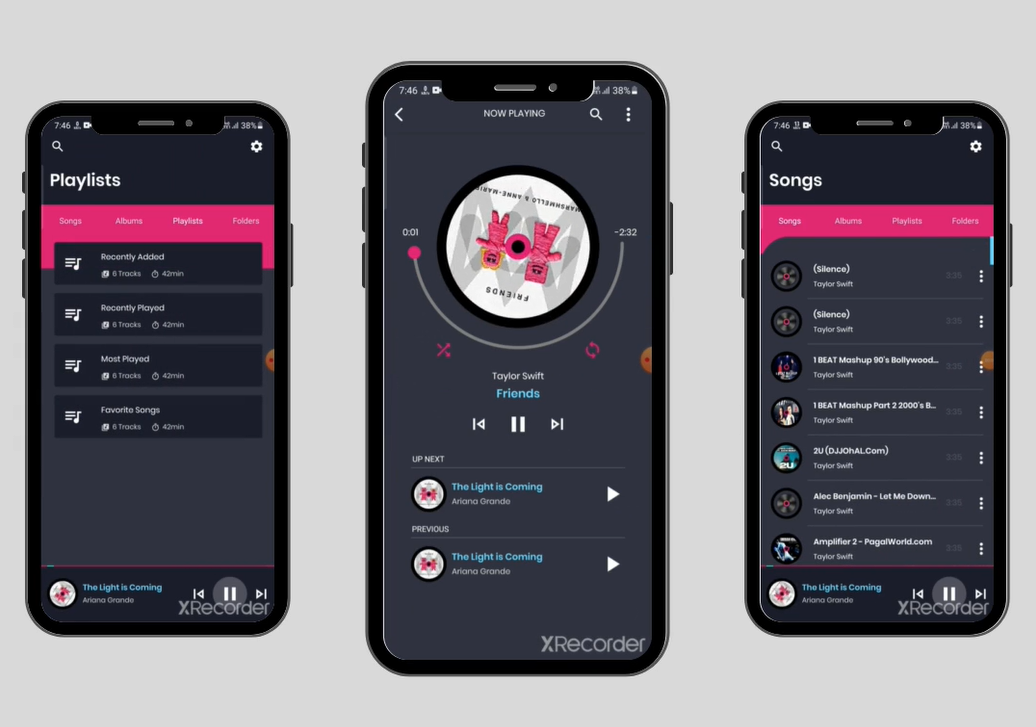 7:46
38%
Playlists
Songs Albums Playlists Folders
Recently Added
6 Tracks 42min
Recently Played
6 Tracks 42min
Most Played
6 Tracks 42min
Favorite Songs
6 Tracks 42min
The Light is Coming
Ariana Grande
XRecorder
7:46
38%
NOW PLAYING
MARSHMELLO & ANNE-MARIE
FRIENDS
0:01
-2:32
Taylor Swift
Friends
UP NEXT
The Light is Coming
Ariana Grande
PREVIOUS
The Light is Coming
Ariana Grande
XRecorder
7:46
38%
Songs
Songs Albums Playlists Folders
(Silence)
3:35
Taylor Swift
(Silence)
3:35
Taylor Swift
1 BEAT Mashup 90's Bollywood...
Taylor Swift
1 BEAT Mashup Part 2 2000's B...
3:35
Taylor Swift
2U (DJJOhAL.Com)
3:35
Taylor Swift
Alec Benjamin - Let Me Down...
3:35
Taylor Swift
Amplifier 2 - PagalWorld.com
3:35
Taylor Swift
The Light is Coming
Ariana Grande
XRecorder